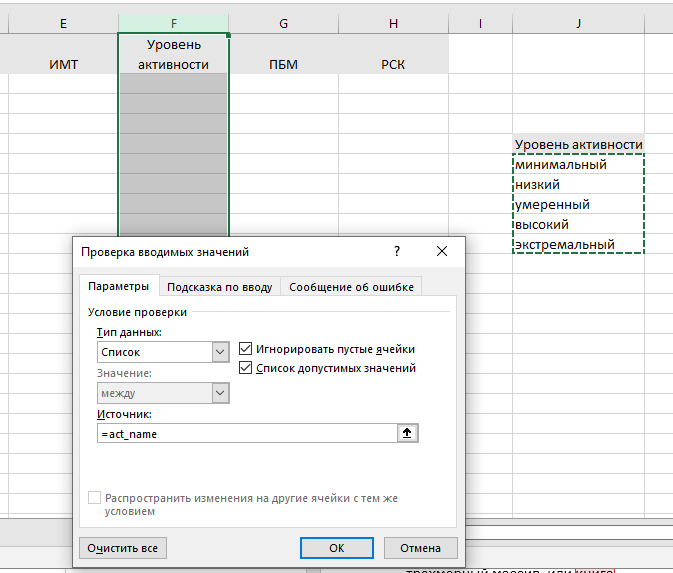 E F G H I J
Уровень
ИМТ активности ПБМ РСК
Уровень активности
минимальный
низкий
умеренный
высокий
экстремальный
Проверка вводимых значений ? ×
Параметры Подсказка по вводу Сообщение об ошибке
Условие проверки
Тип данных:
Список Игнорировать пустые ячейки
Значение: Список допустимых значений
между
Источник:
=act_name
Распространить изменения на другие ячейки с тем же
условием
Очистить все ОК Отмена
трехмерный массив, или книга